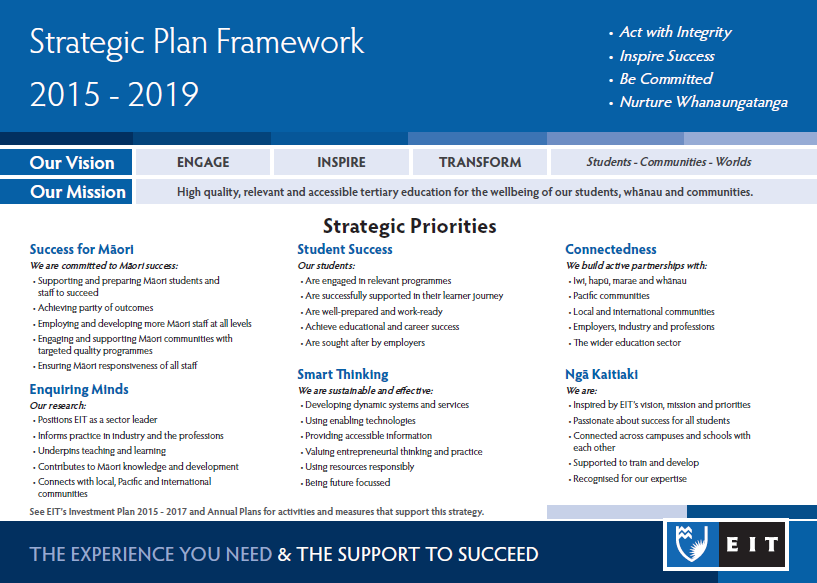 Strategic Plan Framework
2015 - 2019
• Act with Integrity
• Inspire Success
• Be Committed
• Nurture Whanaungatanga
Our Vision
ENGAGE
INSPIRE
TRANSFORM
Students - Communities - Worlds
Our Mission
High quality, relevant and accessible tertiary education for the wellbeing of our students, whānau and communities.
Strategic Priorities
Success for Māori
We are committed to Māori success:
• Supporting and preparing Māori students and
staff to succeed
• Achieving parity of outcomes
• Employing and developing more Māori staff at all levels
• Engaging and supporting Māori communities with
targeted quality programmes
• Ensuring Māori responsiveness of all staff
Enquiring Minds
Our research:
• Positions EIT as a sector leader
• Informs practice in industry and the professions
• Underpins teaching and learning
• Contributes to Māori knowledge and development
• Connects with local, Pacific and international
communities
Student Success
Our students:
• Are engaged in relevant programmes
• Are successfully supported in their learner journey
• Are well-prepared and work-ready
• Achieve educational and career success
• Are sought after by employers
Smart Thinking
We are sustainable and effective:
• Developing dynamic systems and services
• Using enabling technologies
• Providing accessible information
• Valuing entrepreneurial thinking and practice
• Using resources responsibly
• Being future focussed
Connectedness
We build active partnerships with:
• Iwi, hapū, marae and whānau
• Pacific communities
• Local and international communities
• Employers, industry and professions
• The wider education sector
Ngā Kaitiaki
We are:
• Inspired by EIT's vision, mission and priorities
• Passionate about success for all students
• Connected across campuses and schools with
each other
• Supported to train and develop
• Recognised for our expertise
See EIT's Investment Plan 2015 - 2017 and Annual Plans for activities and measures that support this strategy.
THE EXPERIENCE YOU NEED & THE SUPPORT TO SUCCEED
EIT